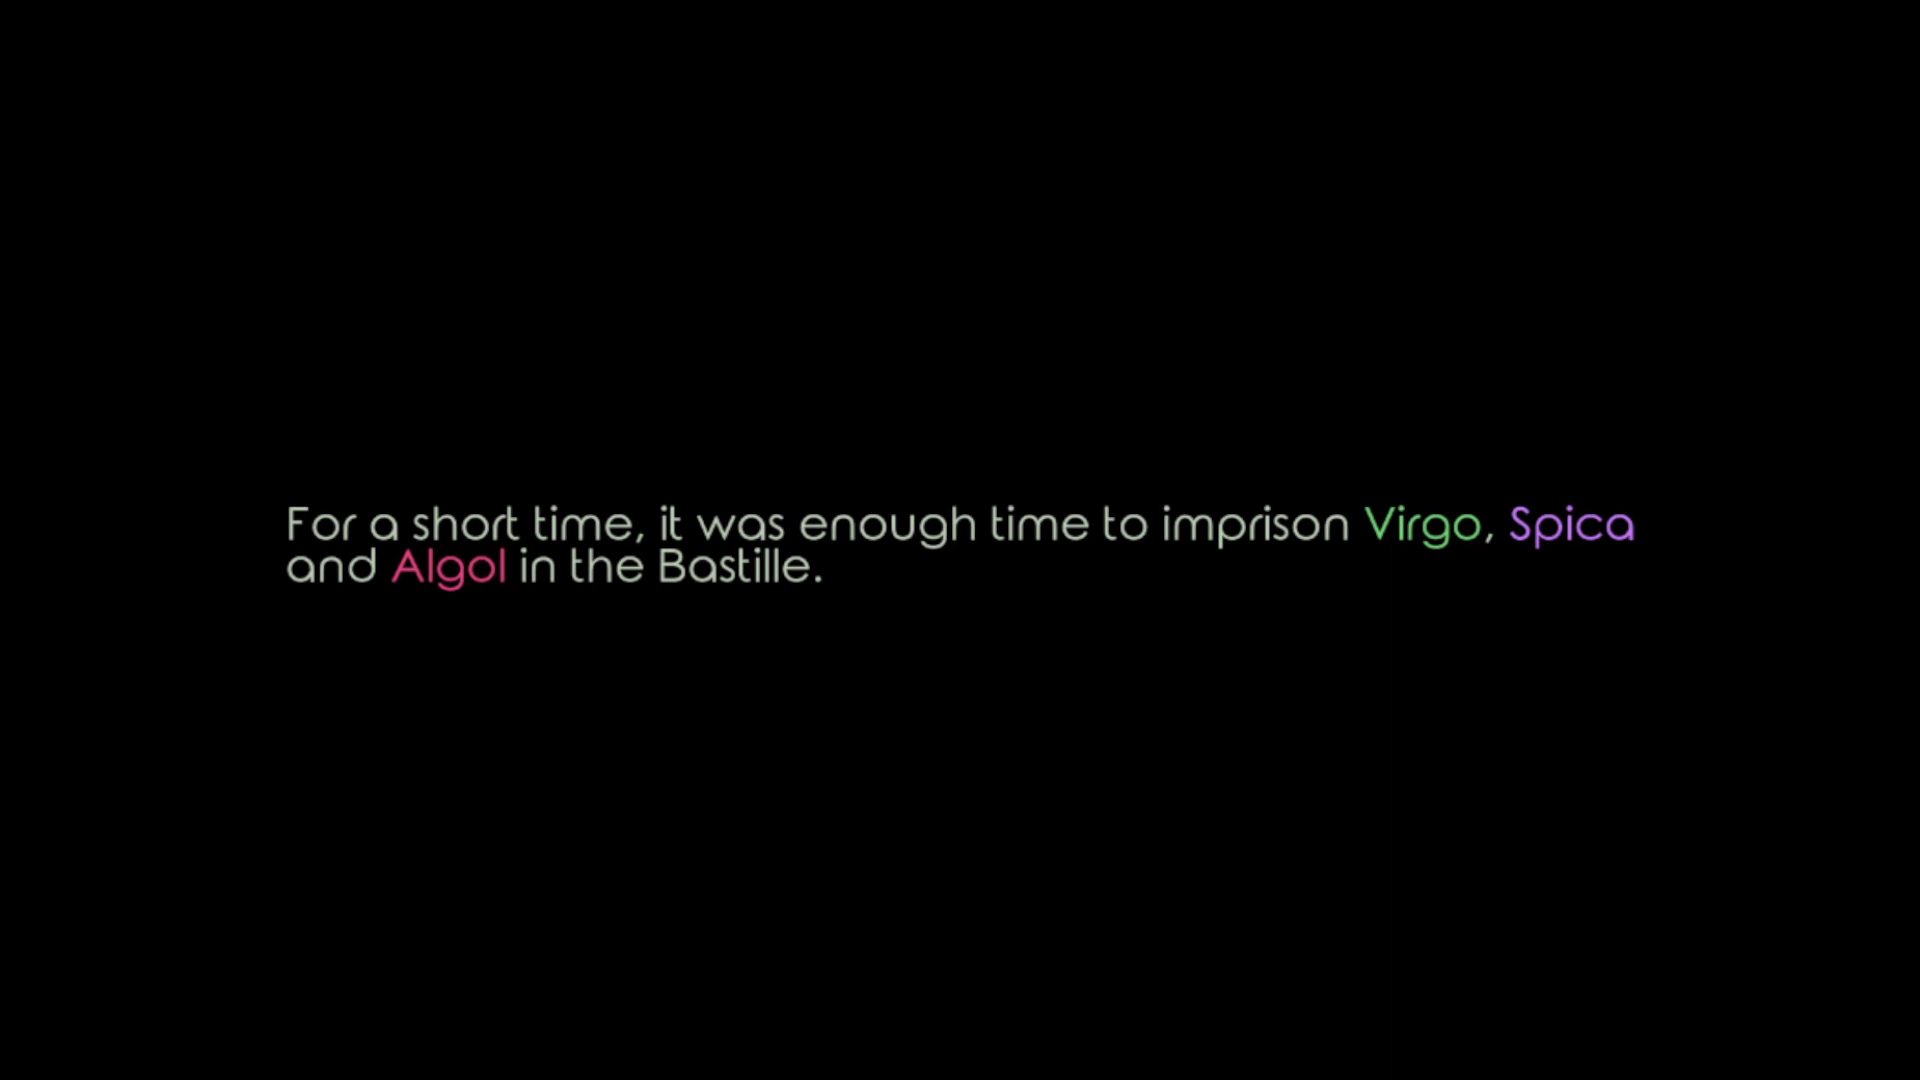 For a short time, it was enough time to imprison Virgo, Spica
and Algol in the Bastille.